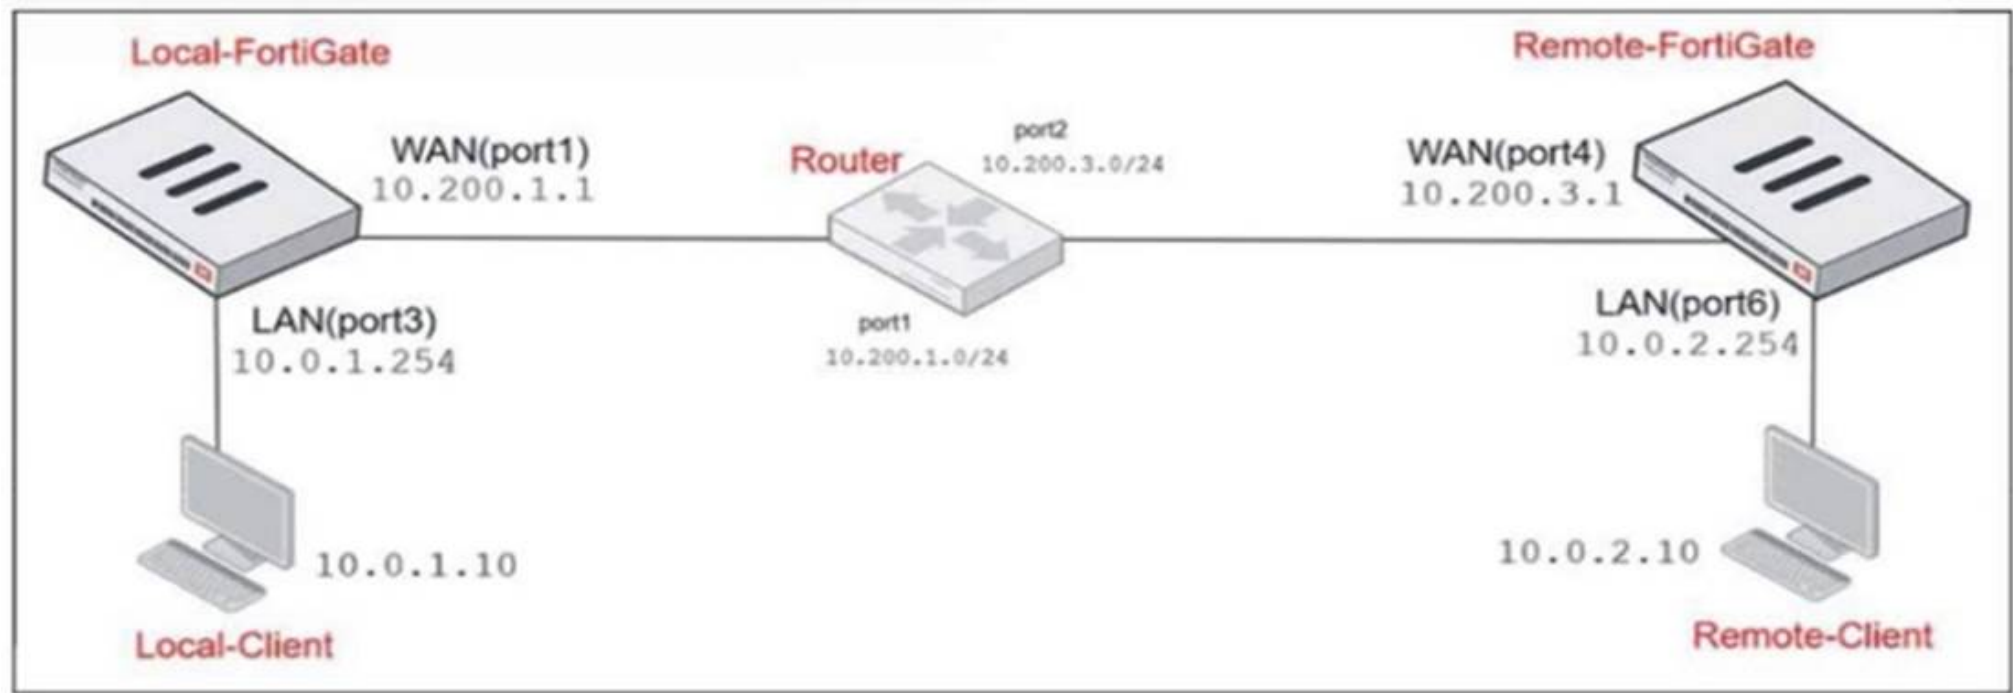 Local-FortiGate
Remote-FortiGate
WAN(port1)
10.200.1.1
Router
port2
10.200.3.0/24
WAN(port4)
10.200.3.1
LAN(port3)
10.0.1.254
port1
10.200.1.0/24
LAN(port6)
10.0.2.254
10.0.1.10
10.0.2.10
Local-Client
Remote-Client